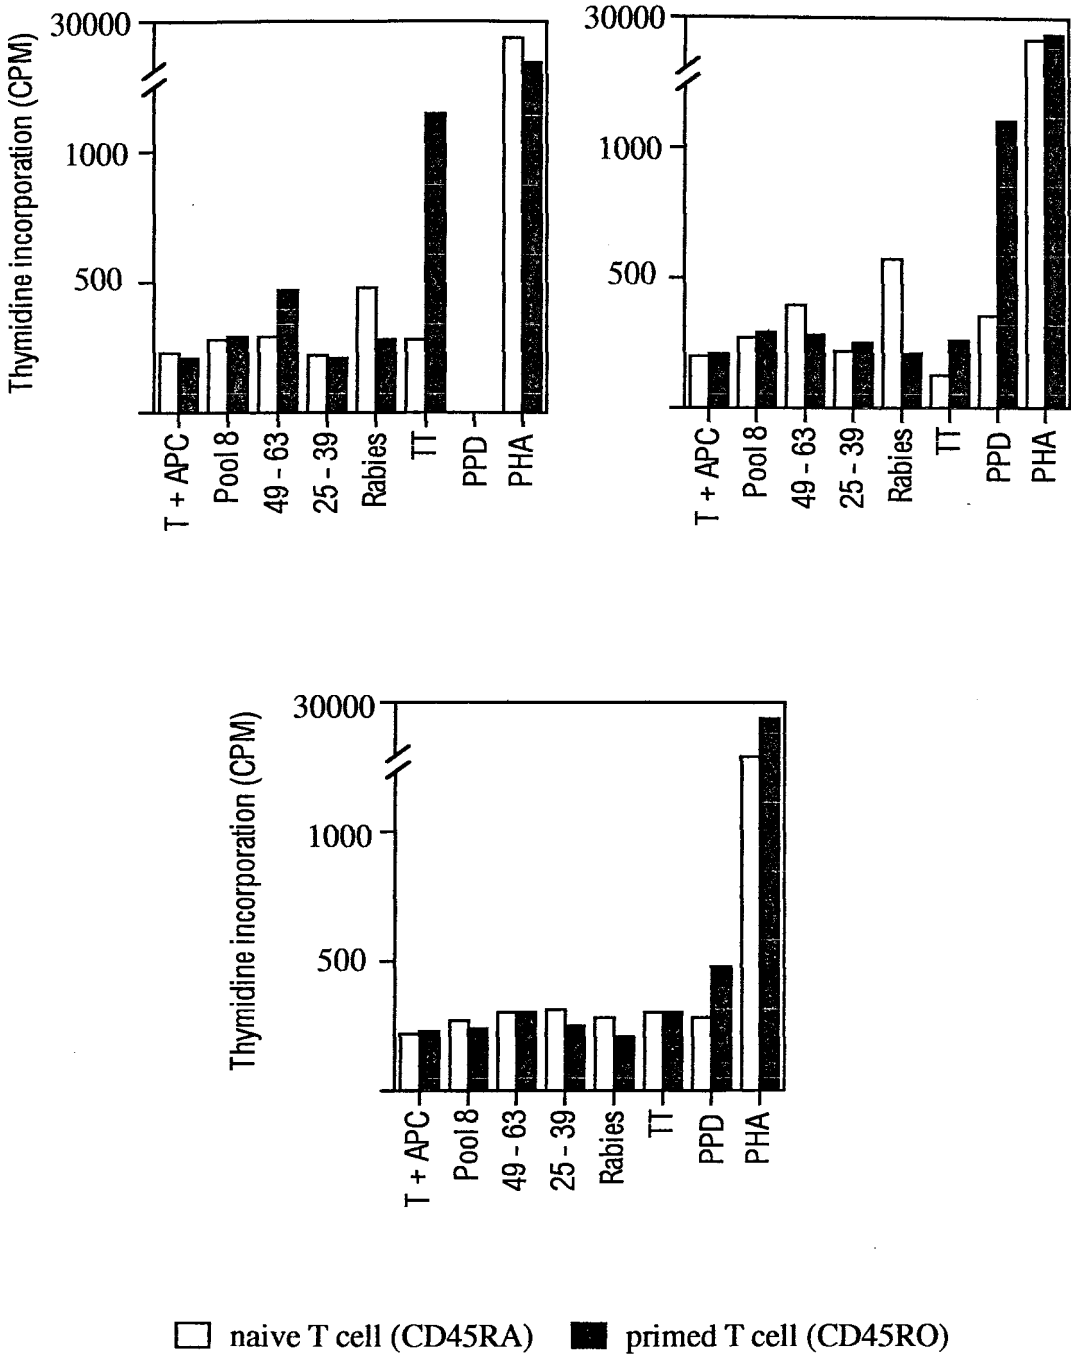 Thymidine incorporation (CPM)
30000
1000
500
T + APC
Pool 8
49 - 63
25 - 39
Rabies
TT
PPD
PHA
30000
1000
500
T + APC
Pool 8
49 - 63
25 - 39
Rabies
TT
PPD
PHA
Thymidine incorporation (CPM)
30000
1000
500
T + APC
Pool 8
49 - 63
25 - 39
Rabies
TT
PPD
PHA
naive T cell (CD45RA) primed T cell (CD45RO)